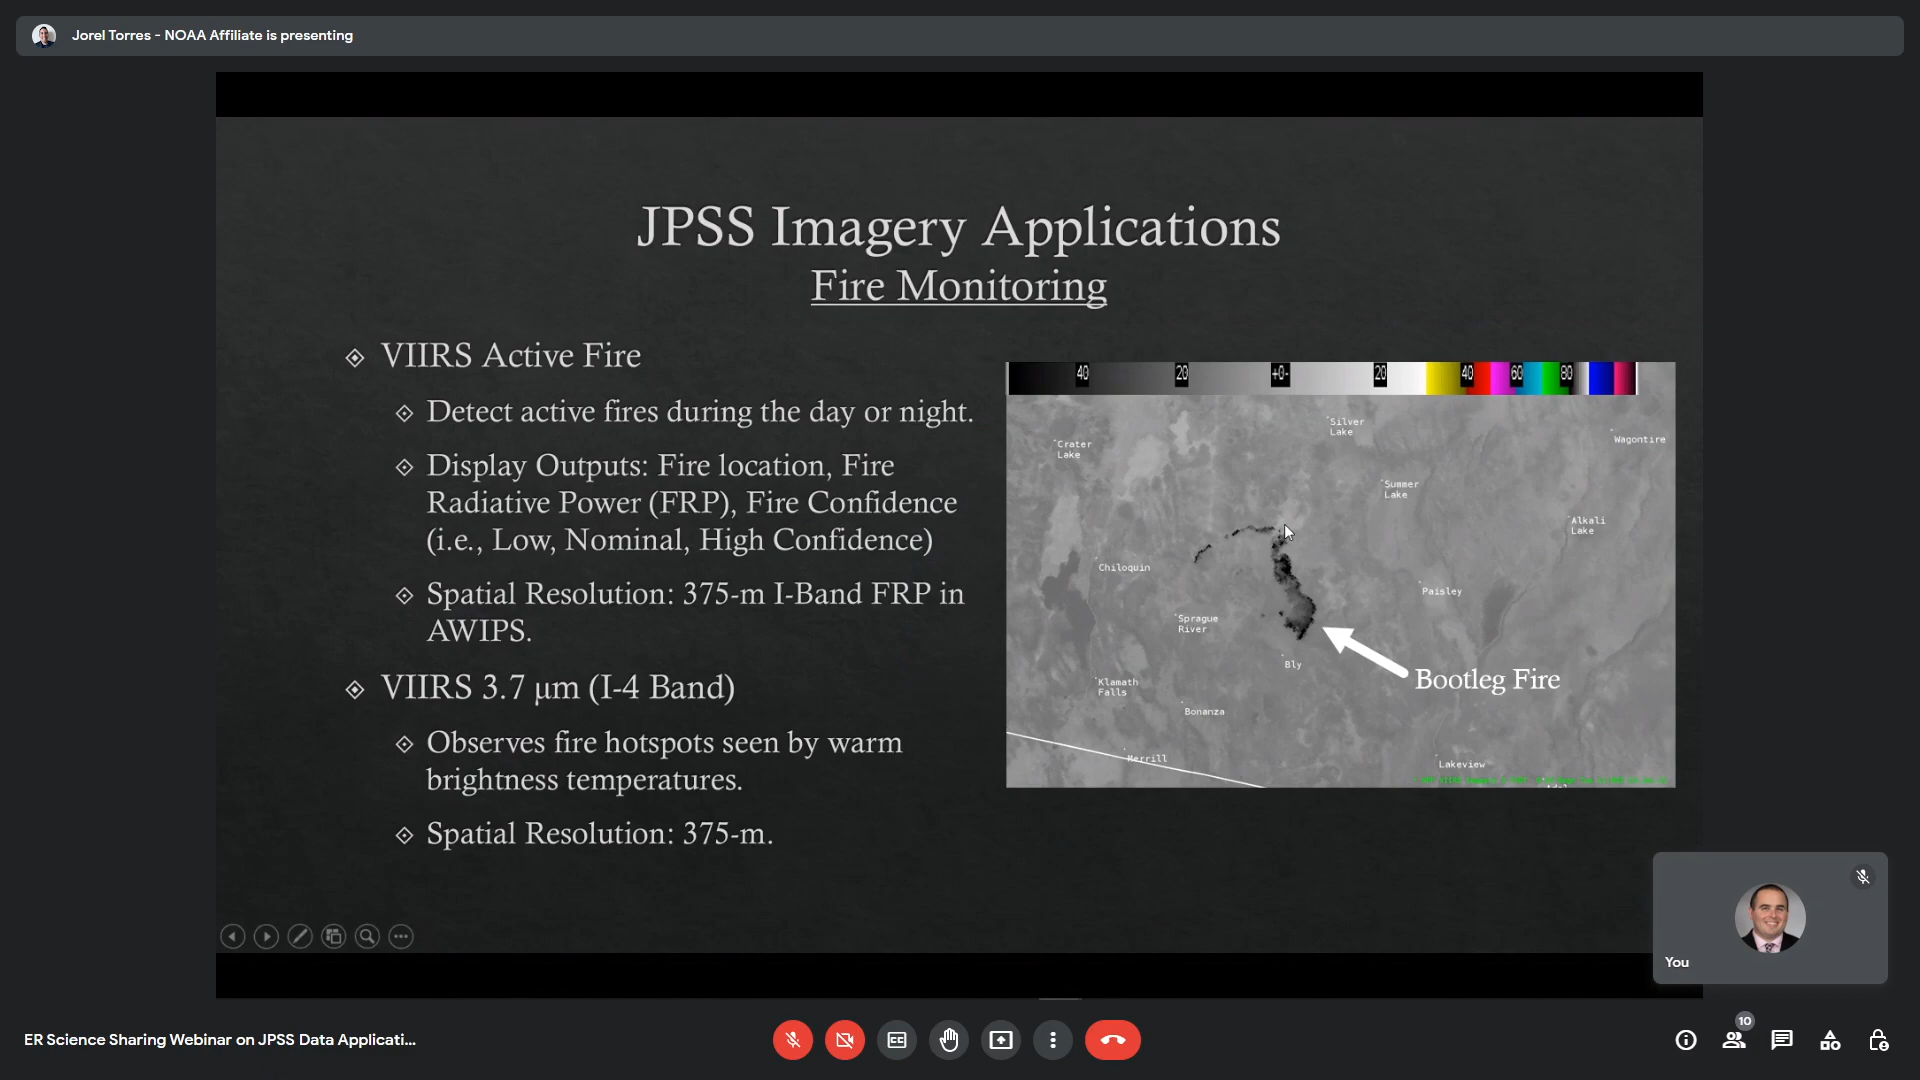 Jorel Torres - NOAA Affiliate is presenting
JPSS Imagery Applications
Fire Monitoring
VIIRS Active Fire
Detect active fires during the day or night.
Display Outputs: Fire location, Fire
Radiative Power (FRP), Fire Confidence
(i.e., Low, Nominal, High Confidence)
Spatial Resolution: 375-m I-Band FRP in
AWIPS.
VIIRS 3.7 µm (I-4 Band)
Observes fire hotspots seen by warm
brightness temperatures.
Spatial Resolution: 375-m.
40 20 +0- 20 40 60 80
Silver
Lake
Wagontire
Crater
Lake
Summer
Lake
Alkali
Lake
Chiloquin
Paisley
Sprague
River
Bly
Bootleg Fire
Klamath
Falls
Bonanza
Merrill
Lakeview
You
ER Science Sharing Webinar on JPSS Data Applicati...
10